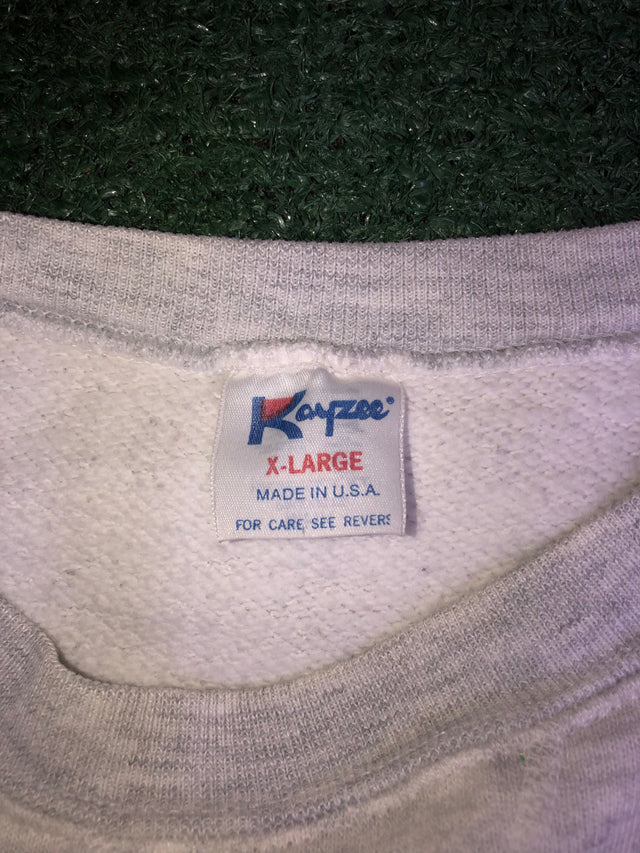 Kayzee®
X-LARGE
MADE IN U.S.A.
FOR CARE SEE REVERS